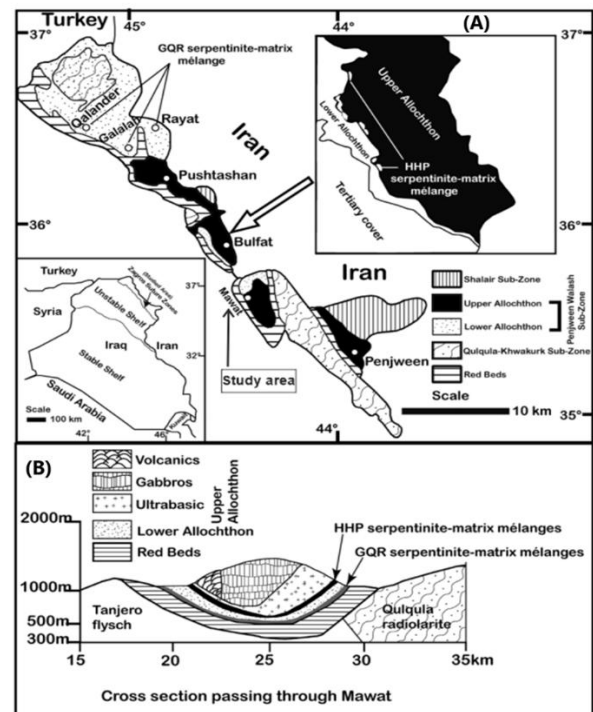 Turkey
45°
(A)
37°
37°
GQR serpentinite-matrix
mélange
Qalander
Galalah
Rayat
Iran
Upper Allochthon
Lower Allochthon
HHP
serpentinite-matrix
mélange
Tertiary cover
Pushtashan
36°
36°
Bulfat
Iran
Mawat
Study area
Penjween
Turkey
Syria
Zagros Suture Zones
Unstable Shelf
Iraq
Iran
Stable Shelf
Saudi Arabia
Kuwait
37°
32°
Scale
100 km
42°
46°
Shalair Sub-Zone
Upper Allochthon
Lower Allochthon
Penjween Walash
Sub-Zone
Qulqula-Khwakurk Sub-Zone
Red Beds
Scale
10 km
44°
35°
(B)
Volcanics
Gabbros
Ultrabasic
Upper
Allochthon
Lower Allochthon
Red Beds
HHP serpentinite-matrix mélanges
GQR serpentinite-matrix mélanges
2000m
1000m
500m
300m
Tanjero
flysch
Qulqula
radiolarite
15
20
25
30
35km
Cross section passing through Mawat